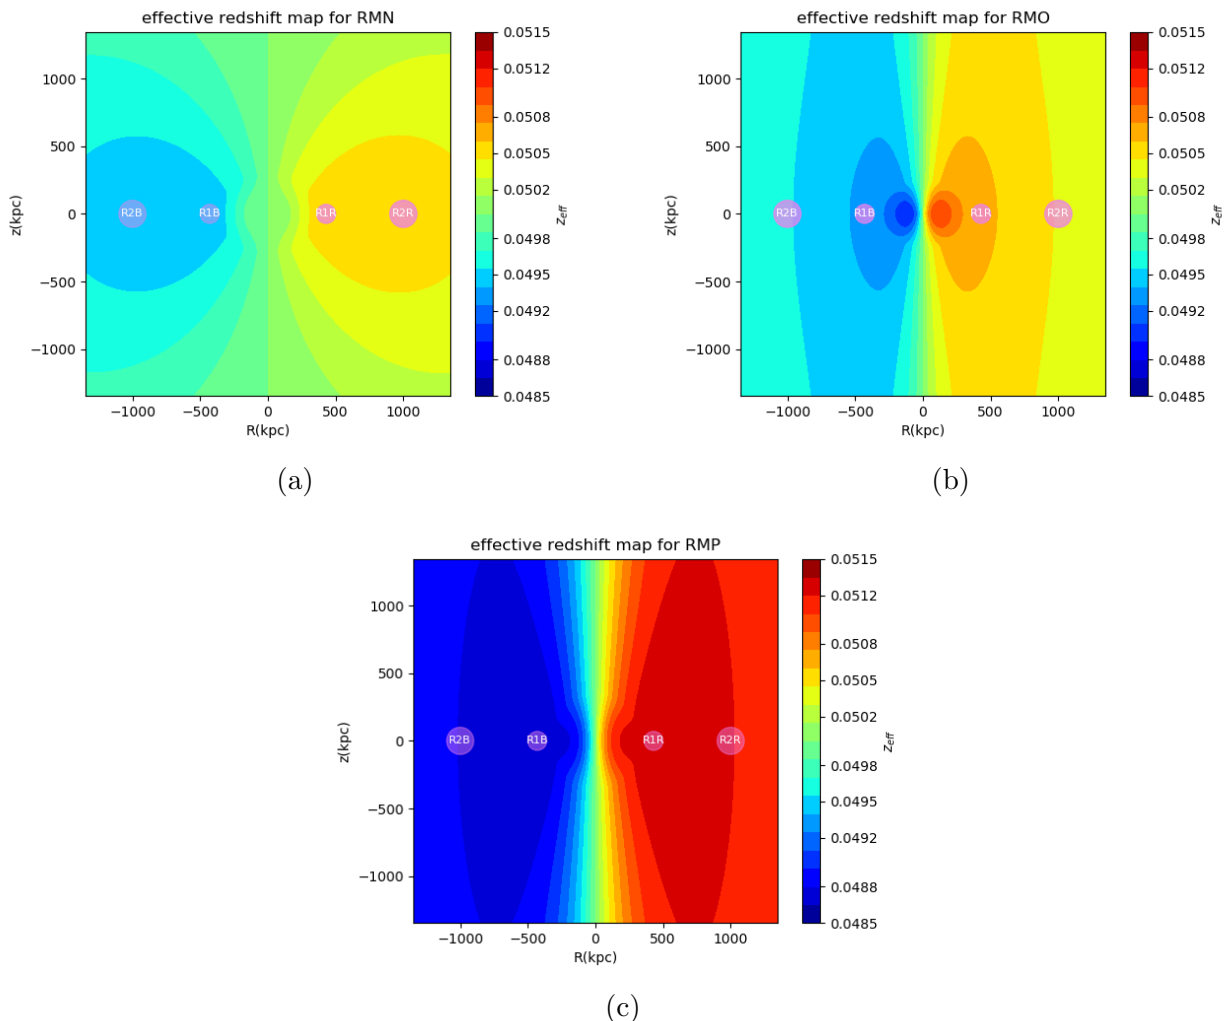 effective redshift map for RMN
1000
500
0
−500
−1000
z(kpc)
R2B
R1B
R1R
R2R
−1000
−500
0
500
1000
R(kpc)
0.0515
0.0512
0.0508
0.0505
0.0502
0.0498
0.0495
0.0492
0.0488
0.0485
z_eff
(a)
effective redshift map for RMO
1000
500
0
−500
−1000
z(kpc)
R2B
R1B
R1R
R2R
−1000
−500
0
500
1000
R(kpc)
0.0515
0.0512
0.0508
0.0505
0.0502
0.0498
0.0495
0.0492
0.0488
0.0485
z_eff
(b)
effective redshift map for RMP
1000
500
0
−500
−1000
z(kpc)
R2B
R1B
R1R
R2R
−1000
−500
0
500
1000
R(kpc)
0.0515
0.0512
0.0508
0.0505
0.0502
0.0498
0.0495
0.0492
0.0488
0.0485
z_eff
(c)